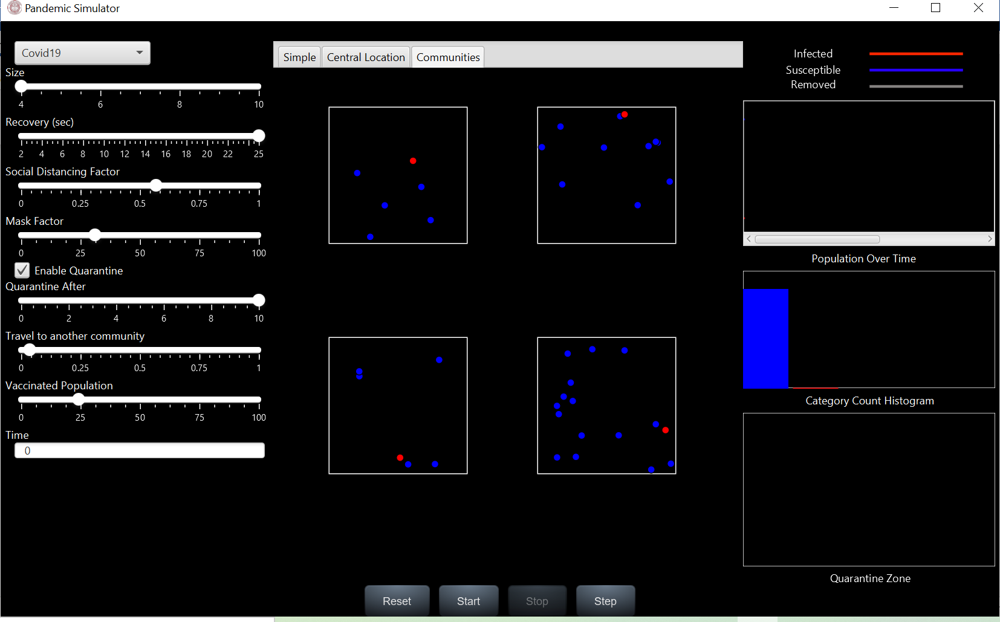 Pandemic Simulator
Covid19
Size
4 6 8 10
Recovery (sec)
2 4 6 8 10 12 14 16 18 20 22 25
Social Distancing Factor
0 0.25 0.5 0.75 1
Mask Factor
0 25 50 75 100
Enable Quarantine
Quarantine After
0 2 4 6 8 10
Travel to another community
0 0.25 0.5 0.75 1
Vaccinated Population
0 25 50 75 100
Time
0
Simple Central Location Communities
Infected
Susceptible
Removed
Population Over Time
Category Count Histogram
Quarantine Zone
Reset Start Stop Step